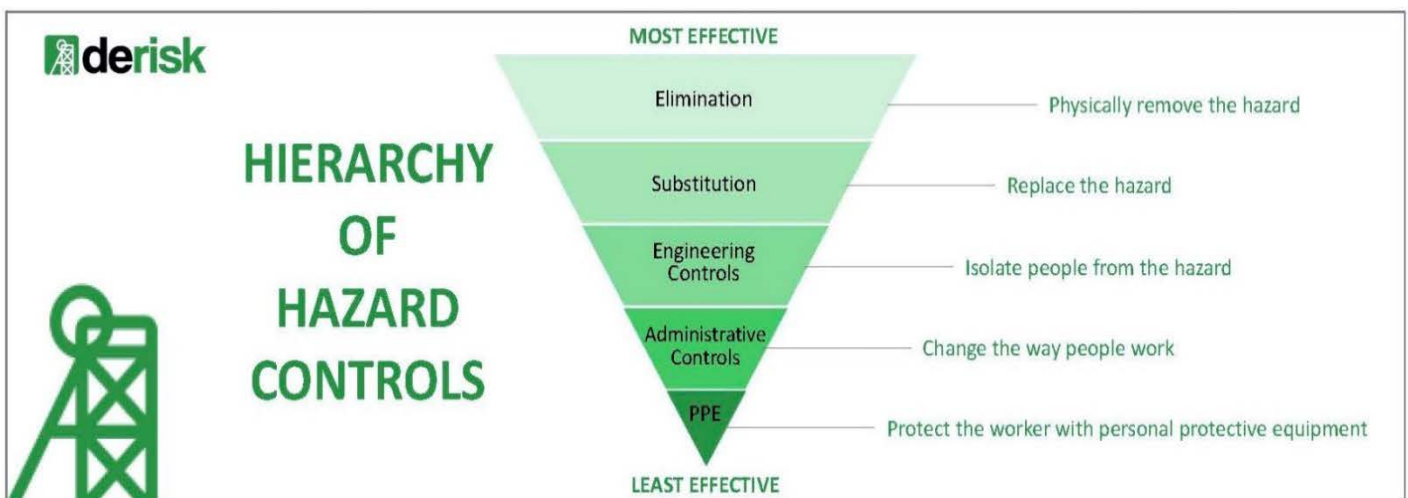 derisk
HIERARCHY
OF
HAZARD
CONTROLS
MOST EFFECTIVE
Elimination
Physically remove the hazard
Substitution
Replace the hazard
Engineering
Controls
Isolate people from the hazard
Administrative
Controls
Change the way people work
PPE
Protect the worker with personal protective equipment
LEAST EFFECTIVE